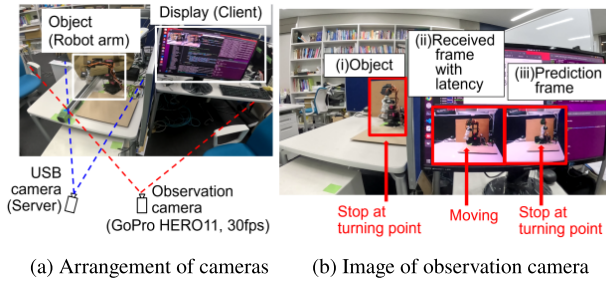 Object
(Robot arm)
Display (Client)
USB
camera
(Server)
Observation
camera
(GoPro HERO11, 30fps)
(a) Arrangement of cameras
(i)Object
(ii)Received
frame
with
latency
(iii)Prediction
frame
Stop at
turning point
Moving
Stop at
turning point
(b) Image of observation camera